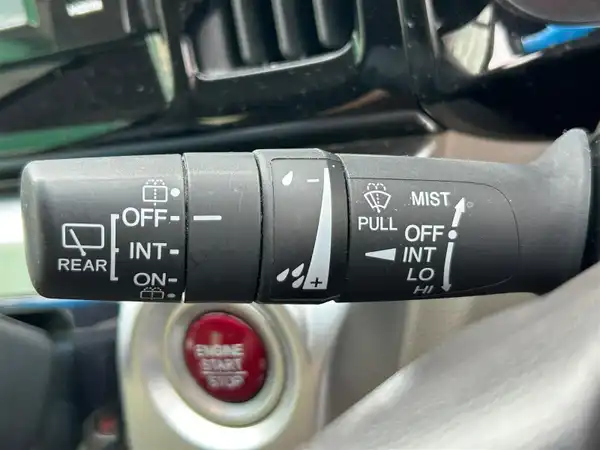 OFF
INT
ON
REAR
−
+
PULL
MIST
OFF
INT
LO
HI
ENGINE
START
STOP